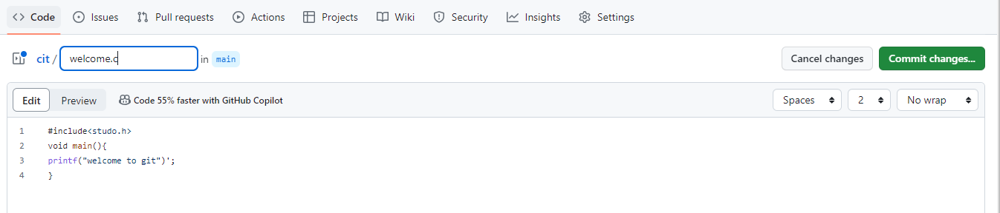 Code Issues Pull requests Actions Projects Wiki Security Insights Settings
cit / welcome.c in main Cancel changes Commit changes...
Edit Preview Code 55% faster with GitHub Copilot Spaces 2 No wrap
1 #include<studo.h>
2 void main(){
3 printf("welcome to git")';
4 }